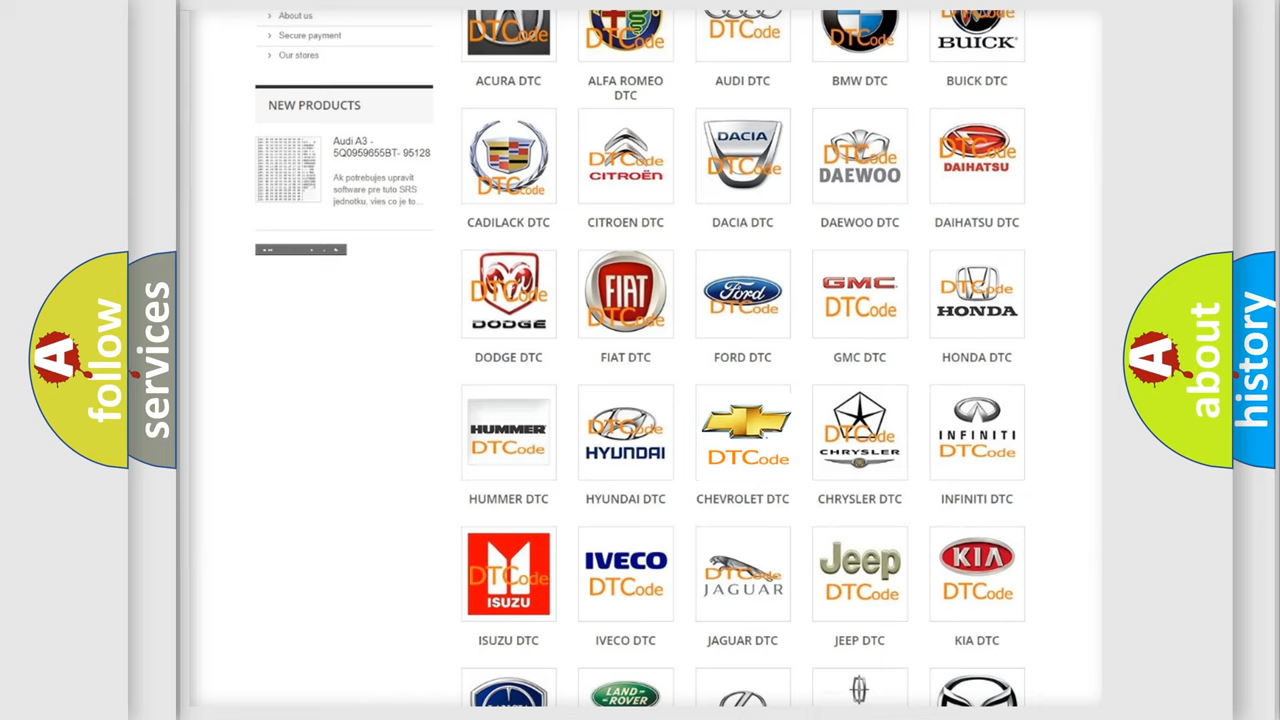 About us
Secure payment
Our stores
NEW PRODUCTS
Audi A3 -
5Q0959655BT- 95128
Ak potrebujes upravit
software pre tuto SRS
jednotku, vies co je to...
DTCode DTCode DTCode DTCode BUICK
ACURA DTC
ALFA ROMEO
DTC
AUDI DTC
BMW DTC
BUICK DTC
DTCode
DTCode
CITROËN
DACIA
DTCode
DTCode
DAEWOO
DTCode
DAIHATSU
CADILACK DTC
CITROEN DTC
DACIA DTC
DAEWOO DTC
DAIHATSU DTC
DTCode
DODGE
FIAT
DTCode
Ford
DTCode
GMC
DTCode
DTCode
HONDA
DODGE DTC
FIAT DTC
FORD DTC
GMC DTC
HONDA DTC
HUMMER
DTCode
DTCode
HYUNDAI
DTCode
DTCode
CHRYSLER
INFINITI
DTCode
HUMMER DTC
HYUNDAI DTC
CHEVROLET DTC
CHRYSLER DTC
INFINITI DTC
DTCode
ISUZU
IVECO
DTCode
DTCode
JAGUAR
Jeep
DTCode
KIA
DTCode
ISUZU DTC
IVECO DTC
JAGUAR DTC
JEEP DTC
KIA DTC
LAND-
ROVER
A
follow
services
A
about
history